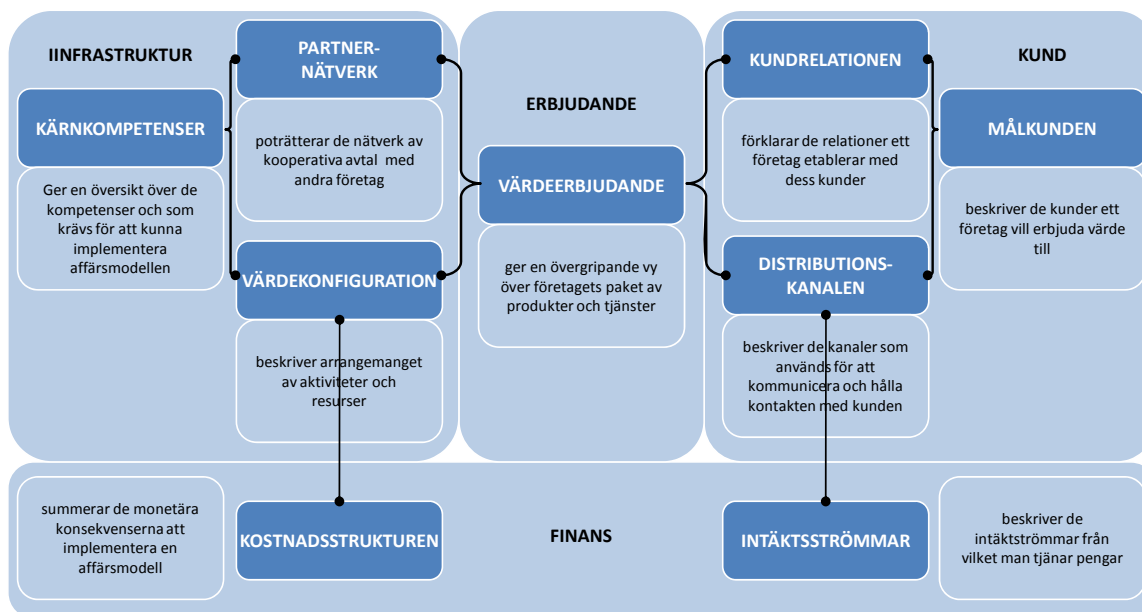 IINFRASTRUKTUR
KÄRNKOMPETENSER
Ger en översikt över de
kompetenser och som
krävs för att kunna
implementera
affärsmodellen
PARTNER-
NÄTVERK
poträtterar de nätverk av
kooperativa avtal med
andra företag
VÄRDEKONFIGURATION
beskriver arrangemanget
av aktiviteter och
resurser
ERBJUDANDE
VÄRDEERBJUDANDE
ger en övergripande vy
över företagets paket av
produkter och tjänster
KUNDRELATIONEN
förklarar de relationer ett
företag etablerar med
dess kunder
DISTRIBUTIONS-
KANALEN
beskriver de kanaler som
används för att
kommunicera och hålla
kontakten med kunden
KUND
MÅLKUNDEN
beskriver de kunder ett
företag vill erbjuda värde
till
summerar de monetära
konsekvenserna att
implementera en
affärsmodell
KOSTNADSSTRUKTUREN
FINANS
INTÄKTSSTRÖMMAR
beskriver de
intäktströmmar från
vilket man tjänar pengar